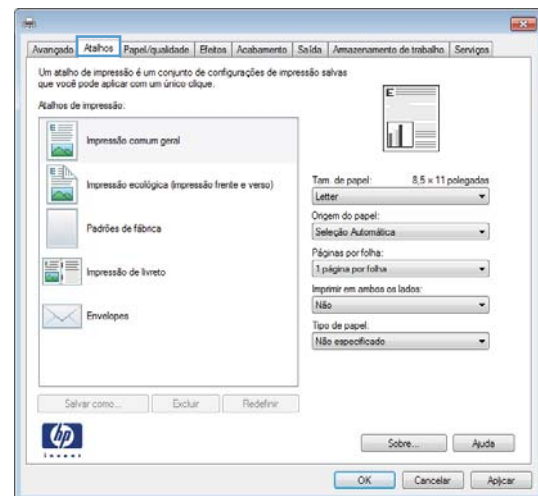 Avançado Atalhos Papel/qualidade Efeitos Acabamento Saída Armazenamento de trabalho Serviços
Um atalho de impressão é um conjunto de configurações de impressão salvas
que você pode aplicar com um único clique.
Atalhos de impressão:
Impressão comum geral
Impressão ecológica (impressão frente e verso)
Padrões de fábrica
Impressão de livreto
Envelopes
E
Tam. de papel: 8,5 × 11 polegadas
Letter
Origem do papel:
Seleção Automática
Páginas por folha:
1 página por folha
Imprimir em ambos os lados:
Não
Tipo de papel:
Não especificado
Salvar como... Excluir Redefinir
hp
invent
Sobre... Ajuda
OK Cancelar Aplicar